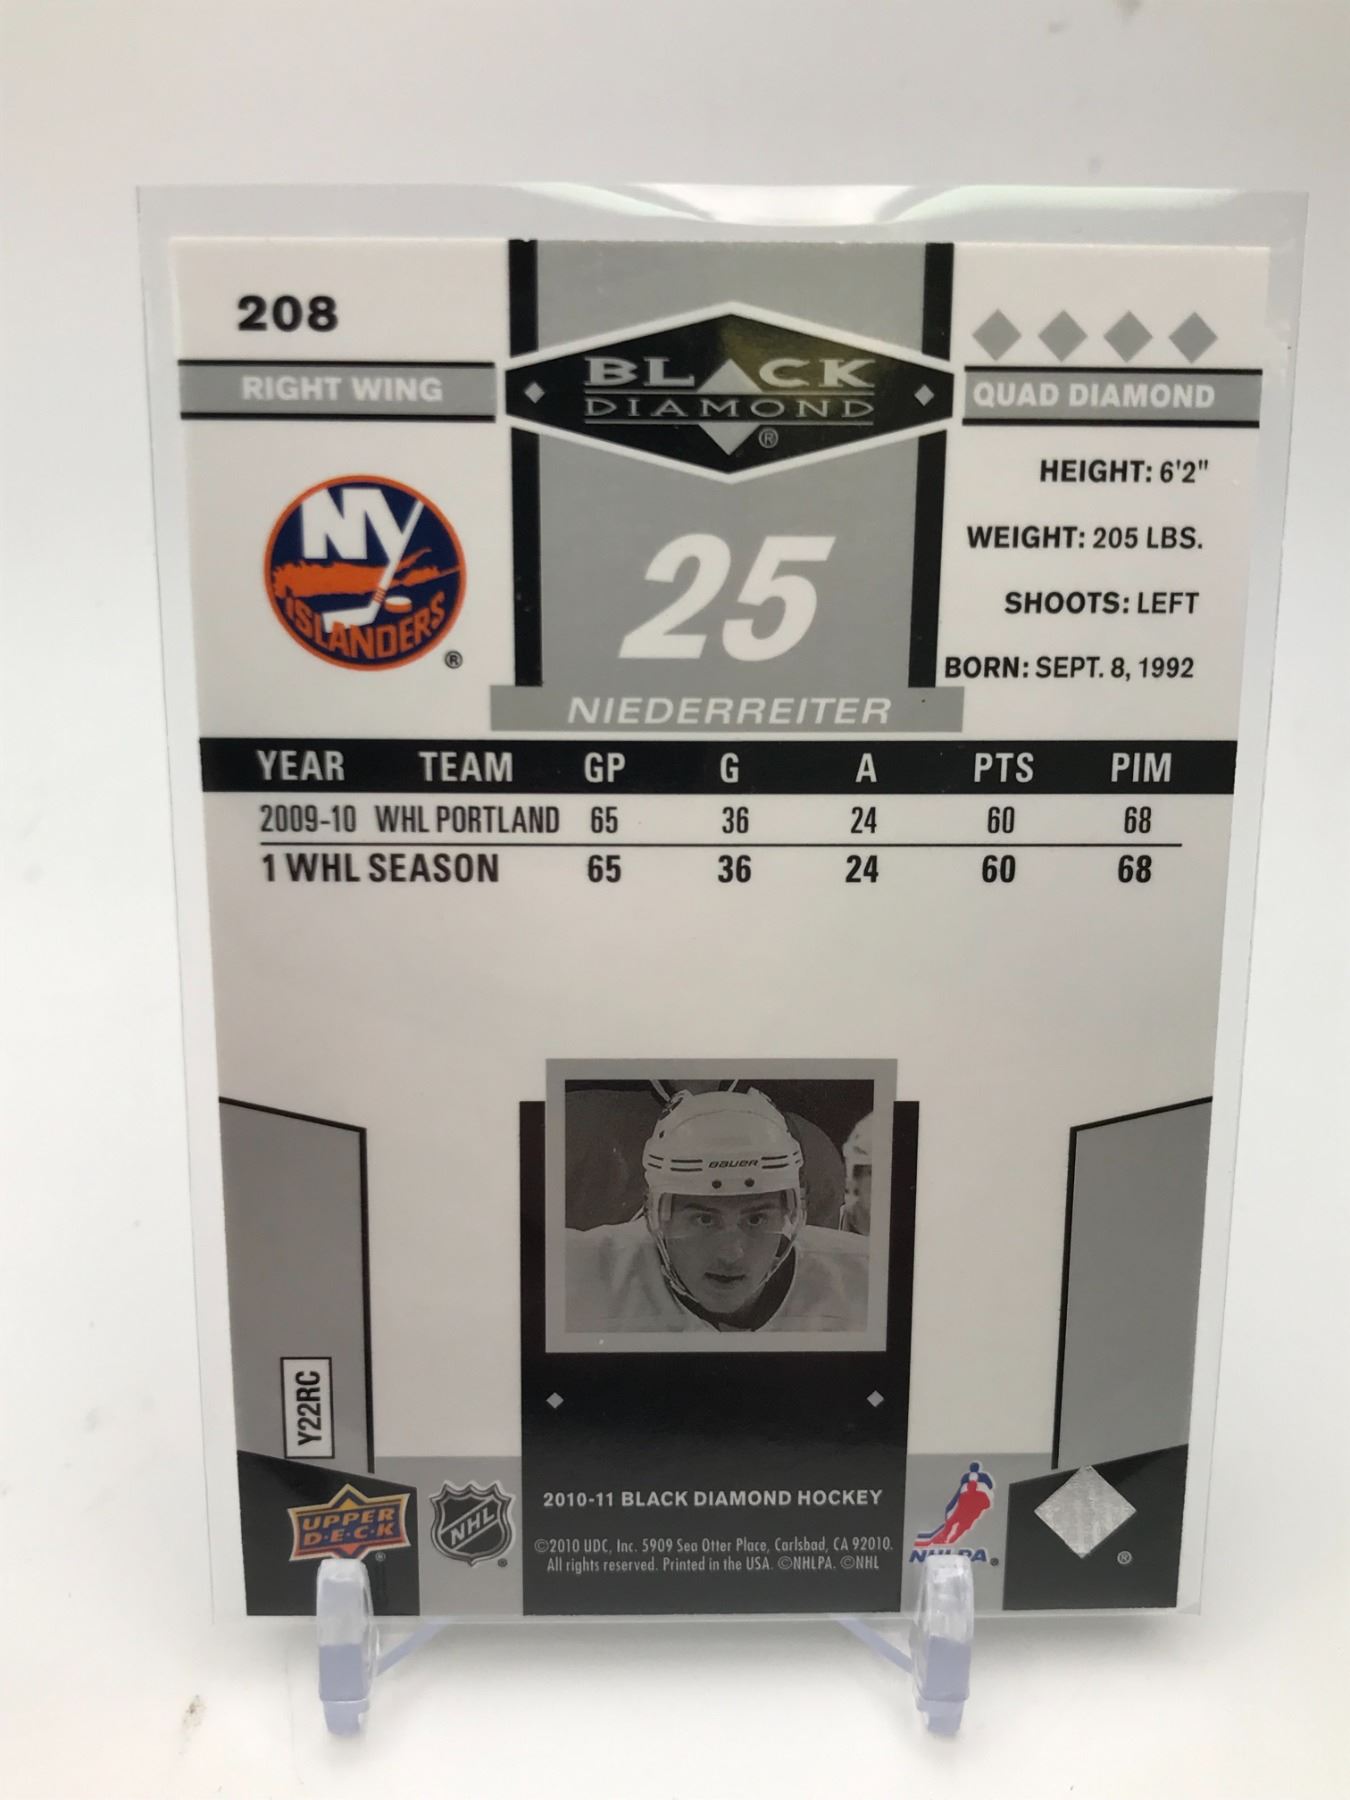 208
RIGHT WING
BLACK
DIAMOND
®
QUAD DIAMOND
HEIGHT: 6'2"
WEIGHT: 205 LBS.
SHOOTS: LEFT
BORN: SEPT. 8, 1992
NY
ISLANDERS
®
25
NIEDERREITER
YEAR TEAM GP G A PTS PIM
2009-10 WHL PORTLAND 65 36 24 60 68
1 WHL SEASON 65 36 24 60 68
BAUER
Y22RC
UPPER
D·E·C·K
®
NHL
®
2010-11 BLACK DIAMOND HOCKEY
©2010 UDC, Inc. 5909 Sea Otter Place, Carlsbad, CA 92010.
All rights reserved. Printed in the USA. ©NHLPA. ©NHL
NHLPA®
®